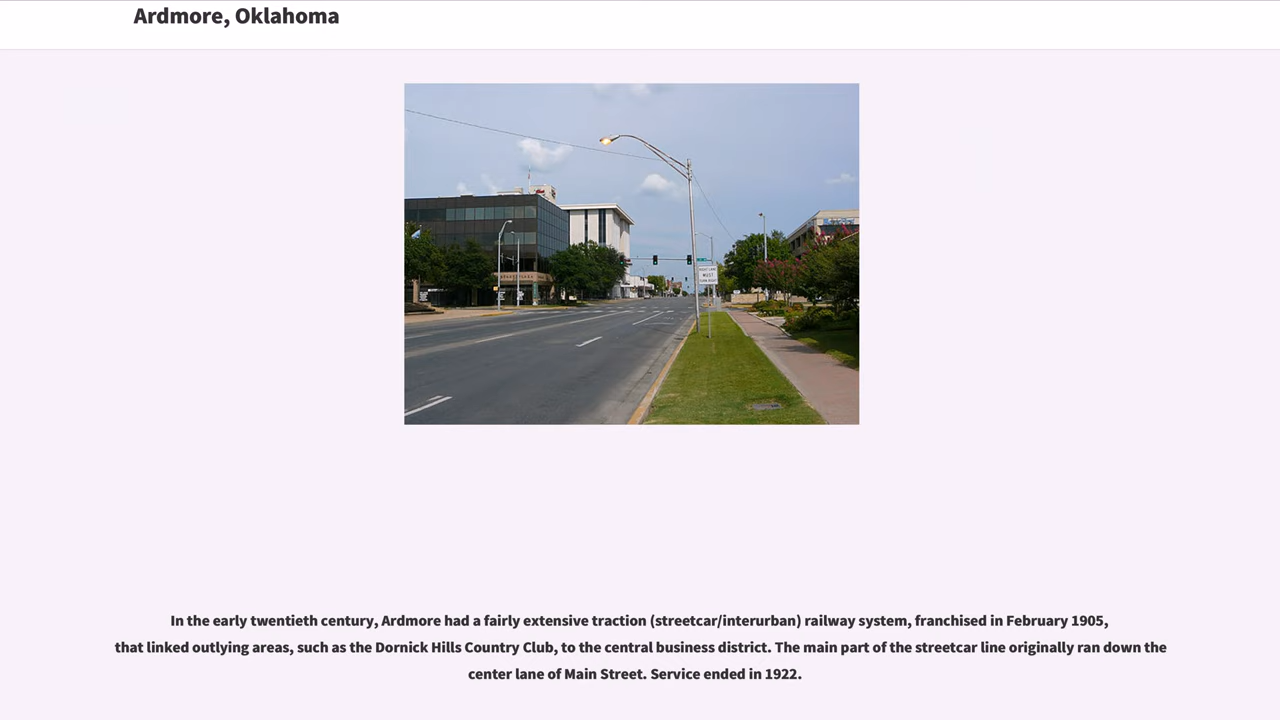 Ardmore, Oklahoma
MUST
In the early twentieth century, Ardmore had a fairly extensive traction (streetcar/interurban) railway system, franchised in February 1905,
that linked outlying areas, such as the Dornick Hills Country Club, to the central business district. The main part of the streetcar line originally ran down the
center lane of Main Street. Service ended in 1922.